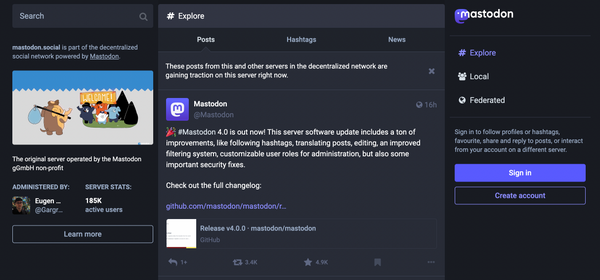 Search
mastodon.social is part of the decentralized
social network powered by Mastodon.
WELCOME!
The original server operated by the Mastodon
gGmbH non-profit
ADMINISTERED BY:
Eugen ...
@Gargr...
SERVER STATS:
185K
active users
Learn more
# Explore
Posts
Hashtags
News
These posts from this and other servers in the decentralized network are
gaining traction on this server right now.
Mastodon
@Mastodon
16h
🎉 #Mastodon 4.0 is out now! This server software update includes a ton of
improvements, like following hashtags, translating posts, editing, an improved
filtering system, customizable user roles for administration, but also some
important security fixes.
Check out the full changelog:
github.com/mastodon/mastodon/r...
Release v4.0.0 · mastodon/mastodon
GitHub
1+
3.4K
4.9K
mastodon
# Explore
Local
Federated
Sign in to follow profiles or hashtags,
favourite, share and reply to posts, or interact
from your account on a different server.
Sign in
Create account